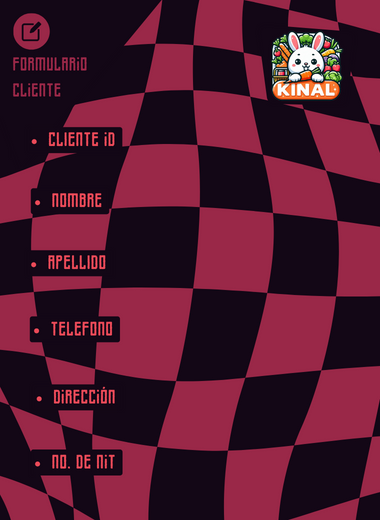 FORMULARIO
CLIENTE
KINAL
• CLIENTE iD
• NOMBRE
• APELLIDO
• TELEFONO
• DiRECCIÓN
• NO. DE NiT